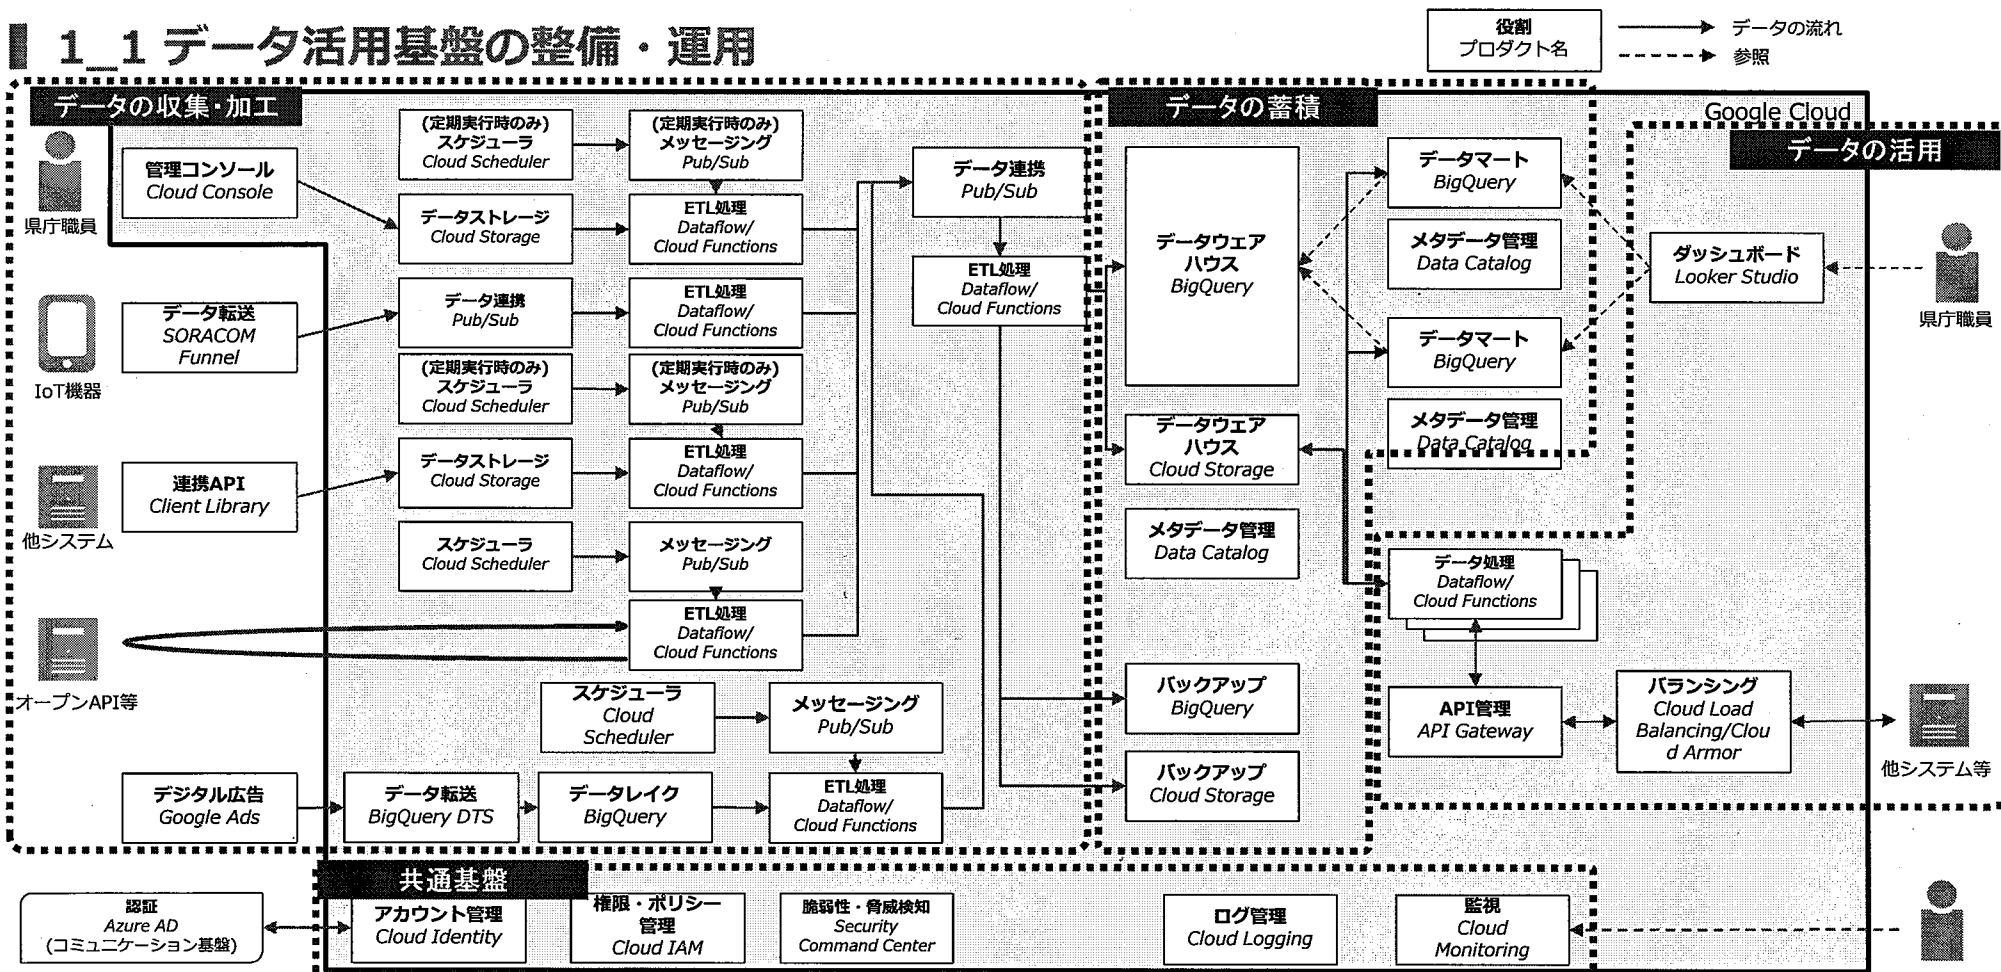 1_1 データ活用基盤の整備・運用
役割
プロダクト名
データの流れ
参照
データの収集・加工
県庁職員
IoT機器
他システム
オープンAPI等
管理コンソール
Cloud Console
データ転送
SORACOM
Funnel
連携API
Client Library
デジタル広告
Google Ads
(定期実行時のみ)
スケジューラ
Cloud Scheduler
(定期実行時のみ)
メッセージング
Pub/Sub
データストレージ
Cloud Storage
ETL処理
Dataflow/
Cloud Functions
データ連携
Pub/Sub
ETL処理
Dataflow/
Cloud Functions
(定期実行時のみ)
スケジューラ
Cloud Scheduler
(定期実行時のみ)
メッセージング
Pub/Sub
データストレージ
Cloud Storage
ETL処理
Dataflow/
Cloud Functions
スケジューラ
Cloud Scheduler
メッセージング
Pub/Sub
ETL処理
Dataflow/
Cloud Functions
スケジューラ
Cloud
Scheduler
メッセージング
Pub/Sub
データ転送
BigQuery DTS
データレイク
BigQuery
ETL処理
Dataflow/
Cloud Functions
データ連携
Pub/Sub
ETL処理
Dataflow/
Cloud Functions
データの蓄積
データウェア
ハウス
BigQuery
データウェア
ハウス
Cloud Storage
メタデータ管理
Data Catalog
バックアップ
BigQuery
バックアップ
Cloud Storage
データマート
BigQuery
メタデータ管理
Data Catalog
データマート
BigQuery
メタデータ管理
Data Catalog
Google Cloud
データの活用
ダッシュボード
Looker Studio
県庁職員
データ処理
Dataflow/
Cloud Functions
API管理
API Gateway
バランシング
Cloud Load
Balancing/Clou
d Armor
他システム等
共通基盤
認証
Azure AD
(コミュニケーション基盤)
アカウント管理
Cloud Identity
権限・ポリシー
管理
Cloud IAM
脆弱性・脅威検知
Security
Command Center
ログ管理
Cloud Logging
監視
Cloud
Monitoring